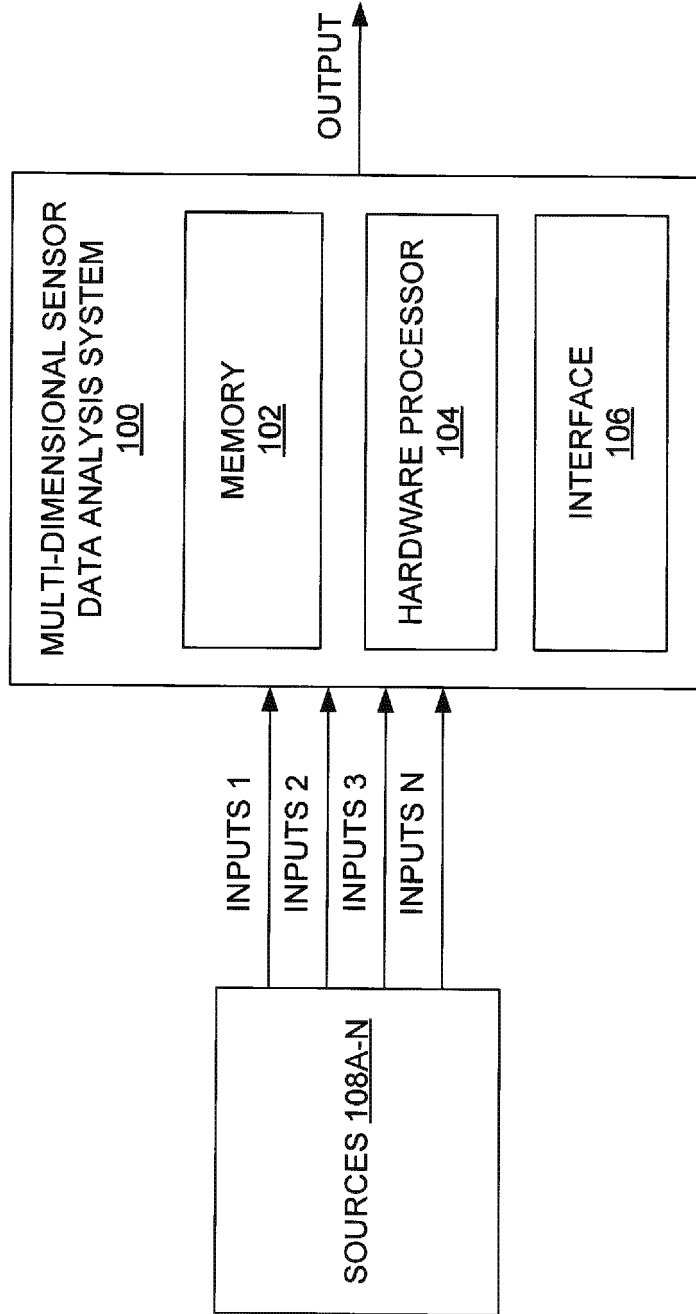 SOURCES 108A-N
INPUTS 1
INPUTS 2
INPUTS 3
INPUTS N
MULTI-DIMENSIONAL SENSOR
DATA ANALYSIS SYSTEM
100
MEMORY
102
HARDWARE PROCESSOR
104
INTERFACE
106
OUTPUT